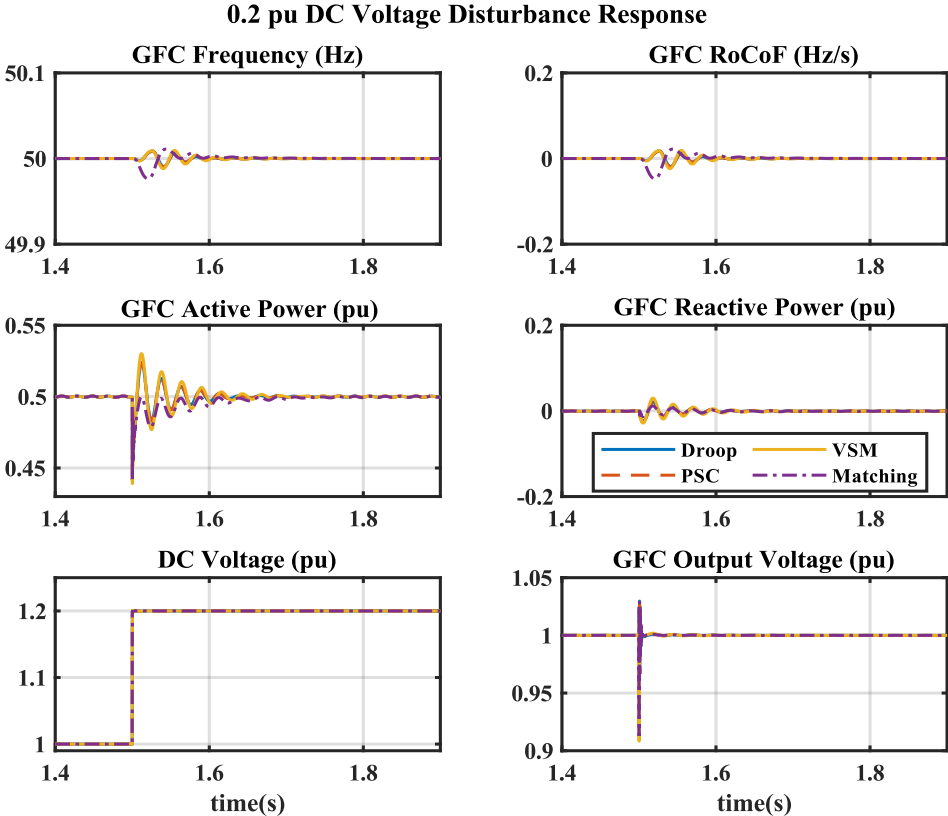 0.2 pu DC Voltage Disturbance Response
GFC Frequency (Hz)
50.1
50
49.9
1.4 1.6 1.8
GFC RoCoF (Hz/s)
0.2
0
-0.2
1.4 1.6 1.8
GFC Active Power (pu)
0.55
0.5
0.45
1.4 1.6 1.8
GFC Reactive Power (pu)
0.2
0
Droop VSM
PSC Matching
-0.2
1.4 1.6 1.8
DC Voltage (pu)
1.2
1.1
1
1.4 1.6 1.8
time(s)
GFC Output Voltage (pu)
1.05
1
0.95
0.9
1.4 1.6 1.8
time(s)